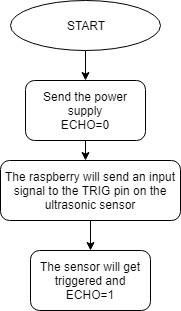 START
Send the power
supply
ECHO=0
The raspberry will send an input
signal to the TRIG pin on the
ultrasonic sensor
The sensor will get
triggered and
ECHO=1